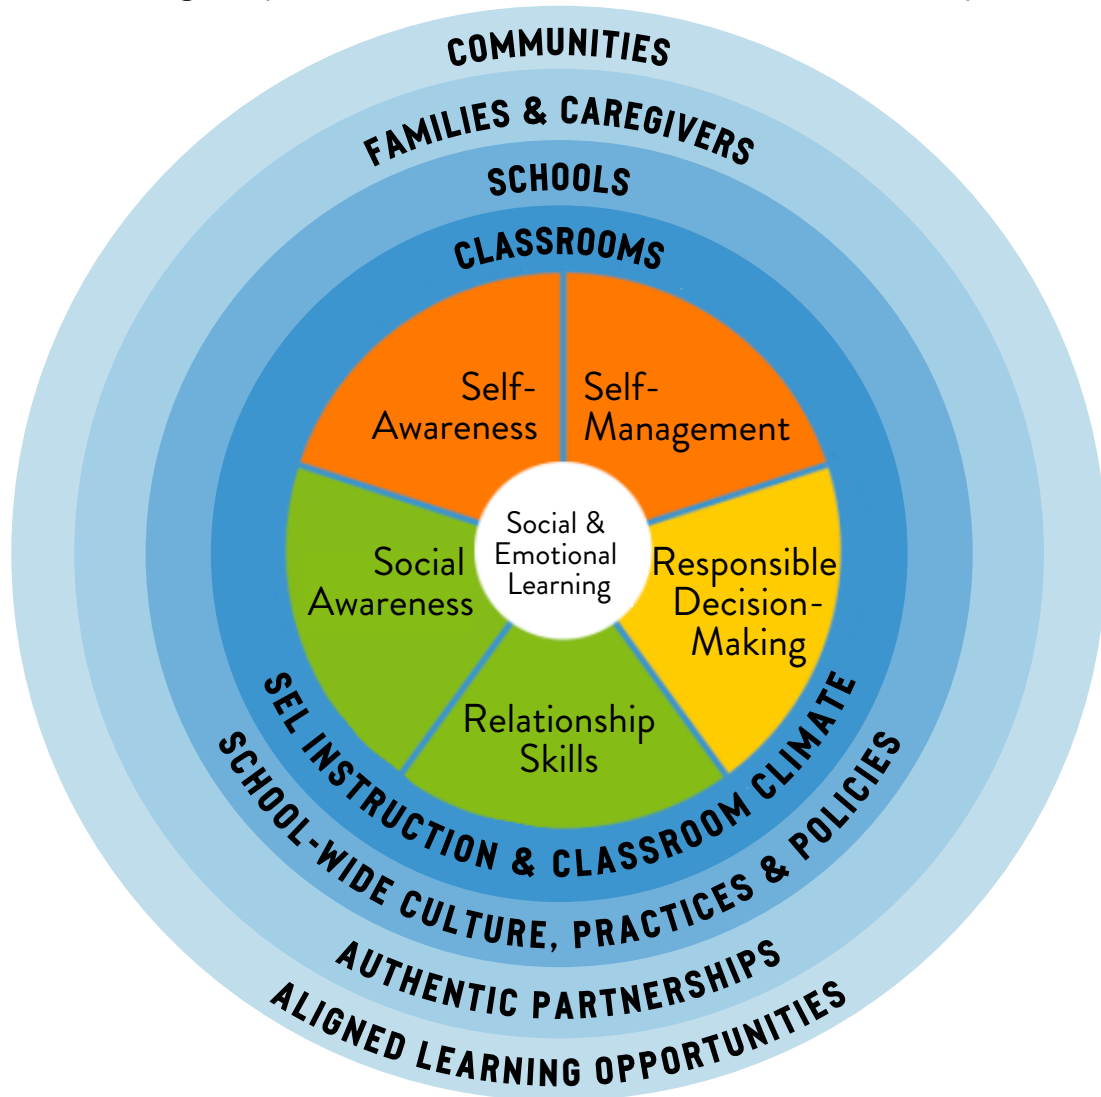 COMMUNITIES
FAMILIES & CAREGIVERS
SCHOOLS
CLASSROOMS
Self-
Awareness
Self-
Management
Social &
Emotional
Learning
Social
Awareness
Responsible
Decision-
Making
Relationship
Skills
SEL INSTRUCTION & CLASSROOM CLIMATE
SCHOOL-WIDE CULTURE, PRACTICES & POLICIES
AUTHENTIC PARTNERSHIPS
ALIGNED LEARNING OPPORTUNITIES